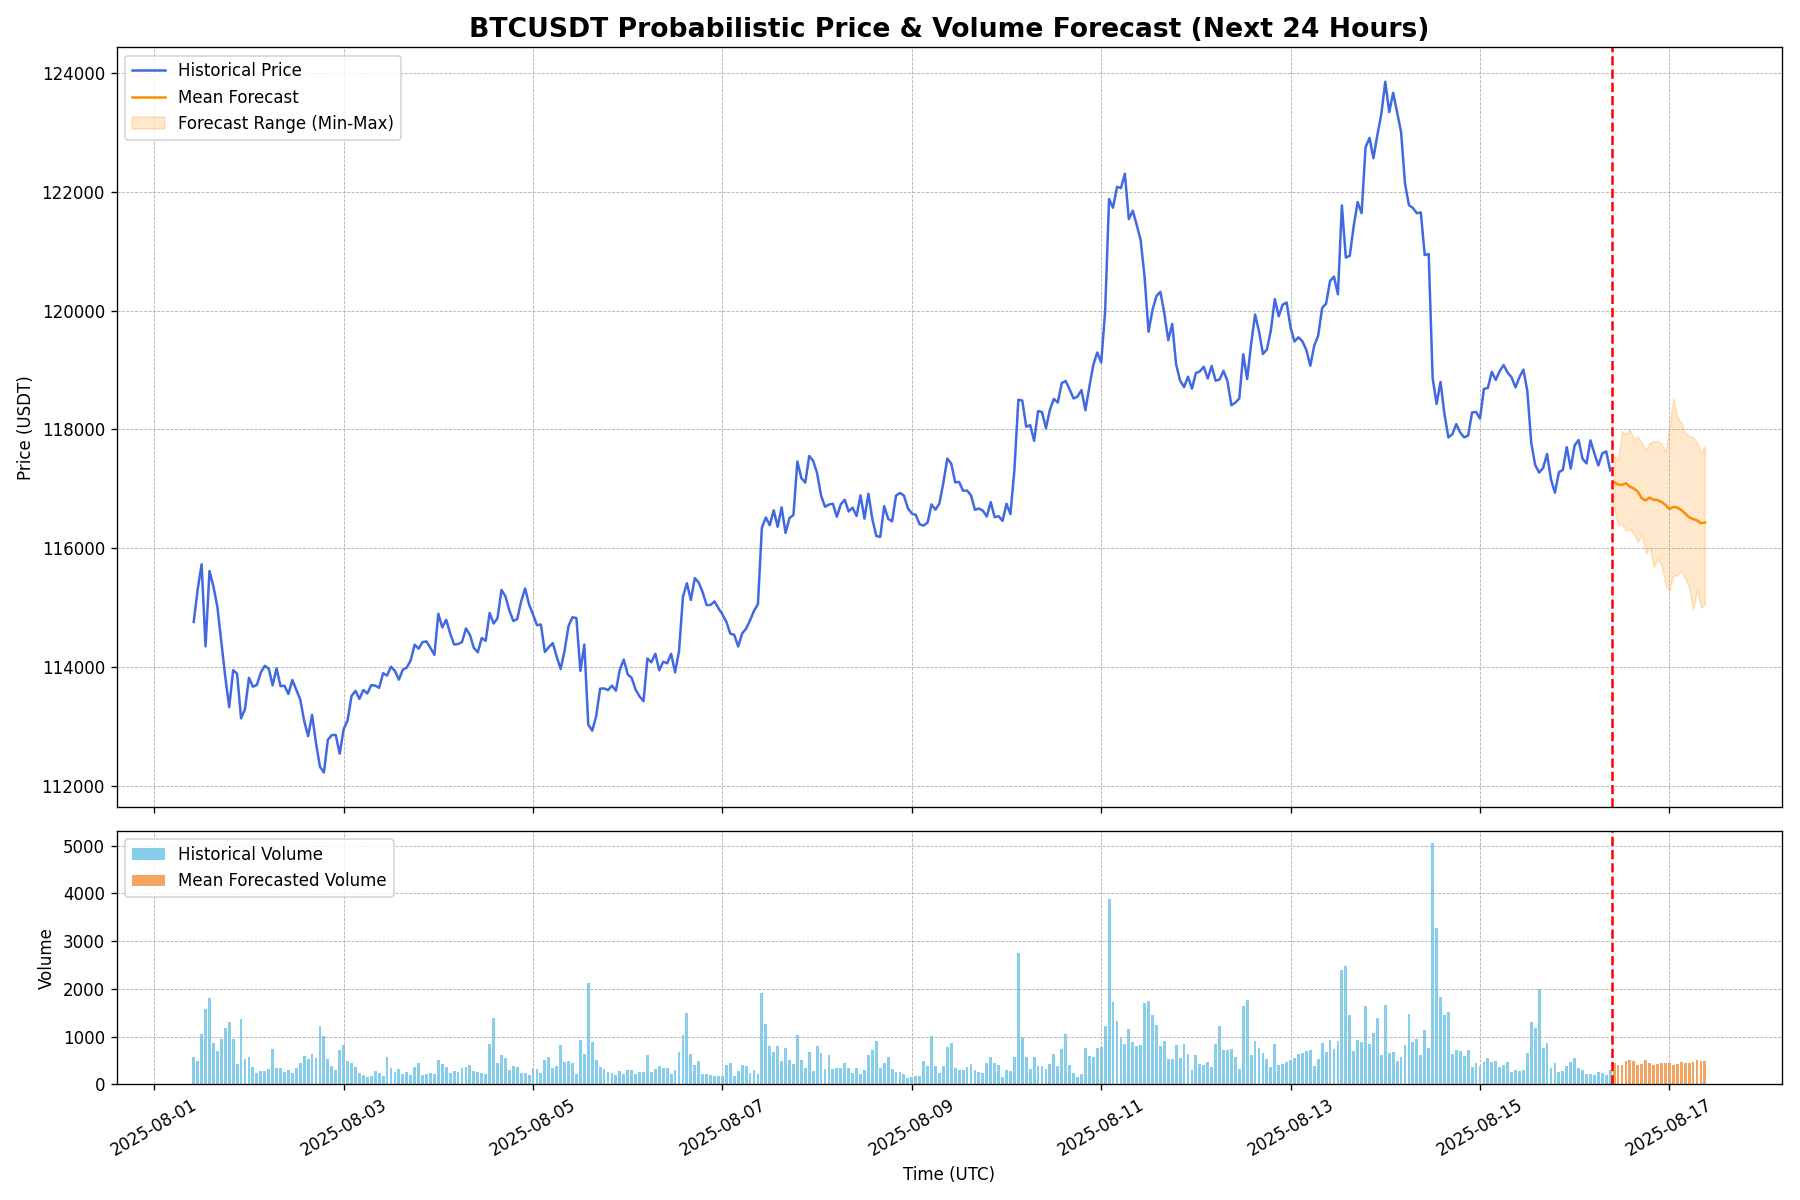 BTCUSDT Probabilistic Price & Volume Forecast (Next 24 Hours)
Historical Price
Mean Forecast
Forecast Range (Min-Max)
Price (USDT)
124000
122000
120000
118000
116000
114000
112000
Historical Volume
Mean Forecasted Volume
Volume
5000
4000
3000
2000
1000
0
2025-08-01
2025-08-03
2025-08-05
2025-08-07
2025-08-09
2025-08-11
2025-08-13
2025-08-15
2025-08-17
Time (UTC)